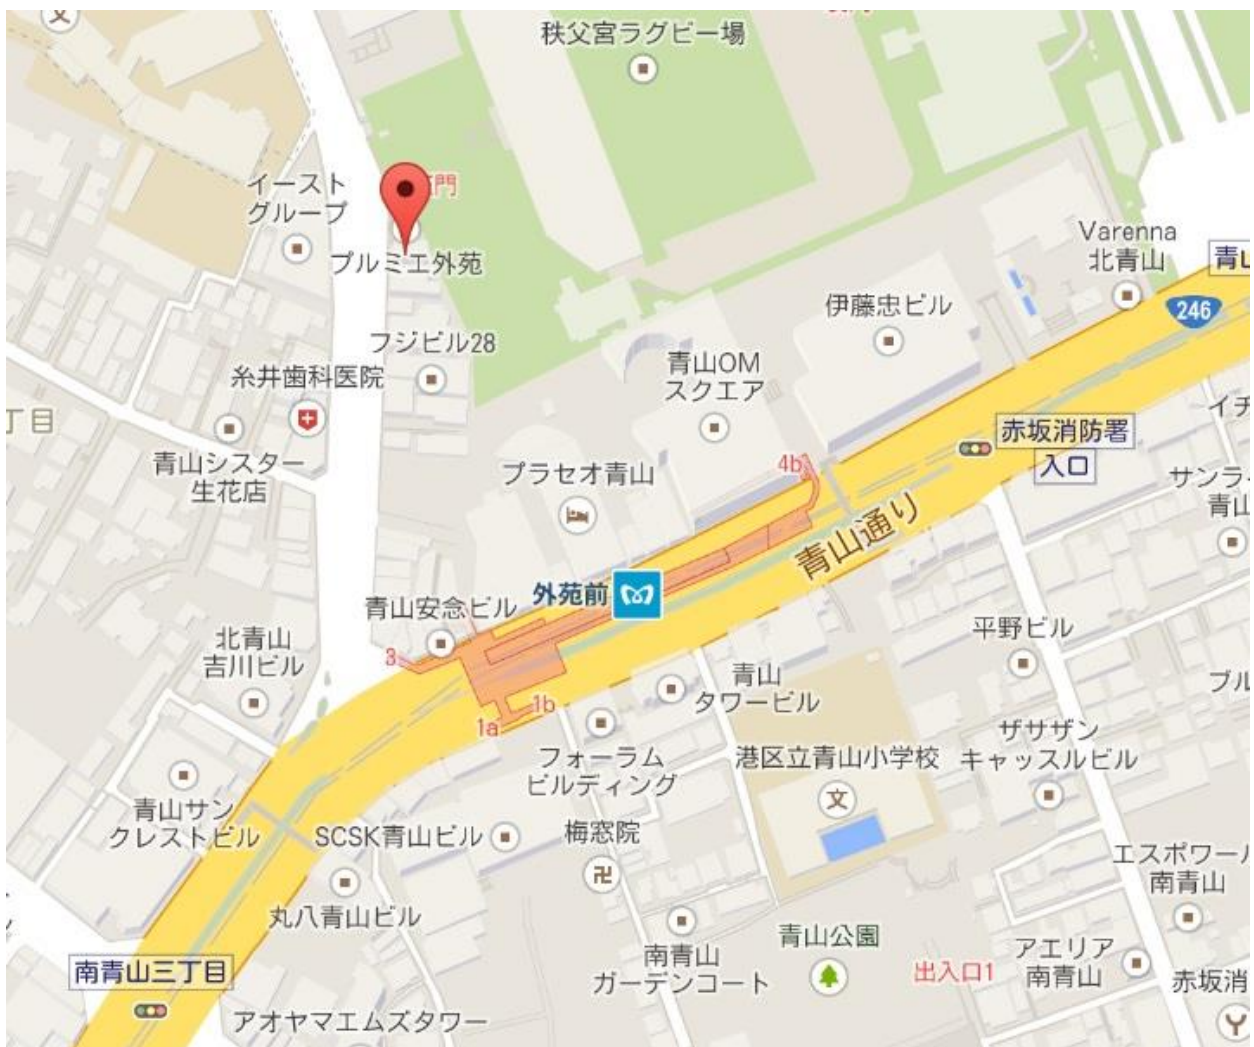 秩父宮ラグビー場
イースト
グループ
門
プルミエ外苑
Varenna
北青山
246
伊藤忠ビル
フジビル28
青山OM
スクエア
糸井歯科医院
丁目
赤坂消防署
入口
青山シスター
生花店
プラセオ青山
4b
青山
青山通り
外苑前
青山安念ビル
3
北青山
吉川ビル
平野ビル
1b
1a
青山
タワービル
フォーラム
ビルディング
港区立青山小学校
文
ザサザン
キャッスルビル
青山サン
クレストビル
SCSK青山ビル
梅窓院
卍
エスポワール
南青山
丸八青山ビル
青山公園
南青山
ガーデンコート
出入口1
アエリア
南青山
南青山三丁目
赤坂消
アオヤマエムズタワー